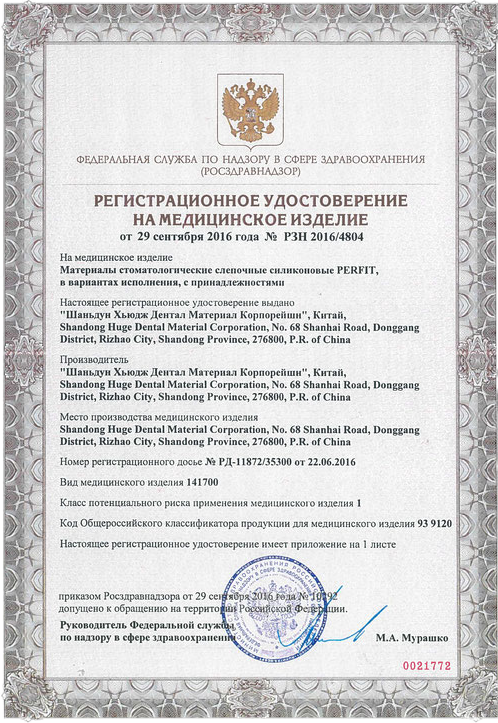 ФЕДЕРАЛЬНАЯ СЛУЖБА ПО НАДЗОРУ В СФЕРЕ ЗДРАВООХРАНЕНИЯ
(РОСЗДРАВНАДЗОР)
РЕГИСТРАЦИОННОЕ УДОСТОВЕРЕНИЕ
НА МЕДИЦИНСКОЕ ИЗДЕЛИЕ
от 29 сентября 2016 года № РЗН 2016/4804
На медицинское изделие
Материалы стоматологические слепочные силиконовые PERFIT,
в вариантах исполнения, с принадлежностями
Настоящее регистрационное удостоверение выдано
"Шаньдун Хьюдж Дентал Материал Корпорейшн", Китай,
Shandong Huge Dental Material Corporation, No. 68 Shanhai Road, Donggang
District, Rizhao City, Shandong Province, 276800, P.R. of China
Производитель
"Шаньдун Хьюдж Дентал Материал Корпорейшн", Китай,
Shandong Huge Dental Material Corporation, No. 68 Shanhai Road, Donggang
District, Rizhao City, Shandong Province, 276800, P.R. of China
Место производства медицинского изделия
Shandong Huge Dental Material Corporation, No. 68 Shanhai Road, Donggang
District, Rizhao City, Shandong Province, 276800, P.R. of China
Номер регистрационного досье № РД-11872/35300 от 22.06.2016
Вид медицинского изделия 141700
Класс потенциального риска применения медицинского изделия 1
Код Общероссийского классификатора продукции для медицинского изделия 93 9120
Настоящее регистрационное удостоверение имеет приложение на 1 листе
приказом Росздравнадзора от 29 сентября 2016 года № 10292
допущено к обращению на территории Российской Федерации.
Руководитель Федеральной службы
по надзору в сфере здравоохранения
М.А. Мурашко
0021772